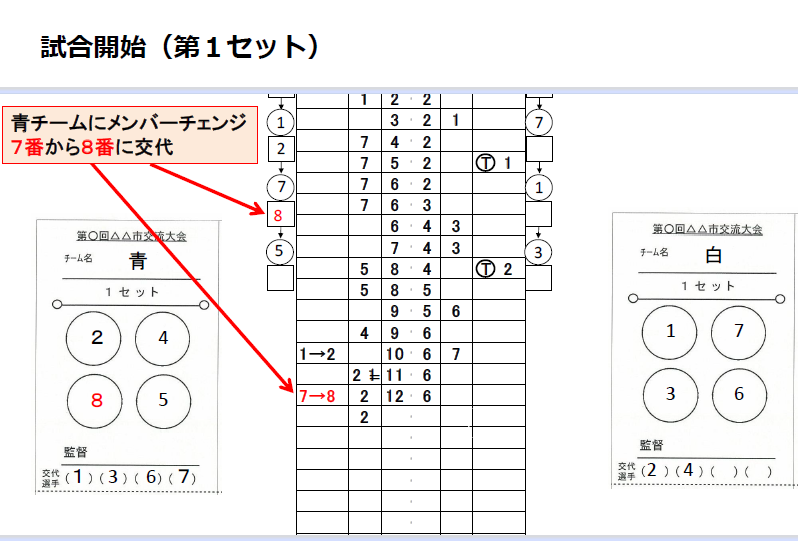 試合開始（第１セット）
青チームにメンバーチェンジ
７番から８番に交代
1 2 ・ 2
3 ・ 2 1
7 4 ・ 2
7 5 ・ 2 Ⓣ 1
7 6 ・ 2
7 6 ・ 3
6 ・ 4 3
7 ・ 4 3
5 8 ・ 4 Ⓣ 2
5 8 ・ 5
9 ・ 5 6
4 9 ・ 6
1→2 10 ・ 6 7
2 11 ・ 6
7→8 2 12 ・ 6
2 ・
1
2
7
8
5
7
1
3
第〇回△△市交流大会
チーム名 青
１セット
2 4
8 5
監督
交代選手 (1)(3)(6)(7)
第〇回△△市交流大会
チーム名 白
１セット
1 7
3 6
監督
交代選手 (2)(4)( )( )